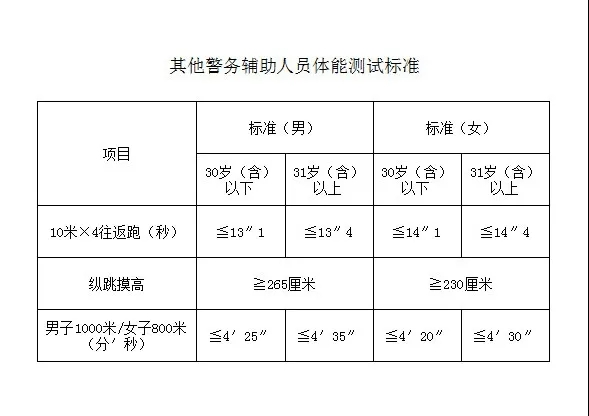 其他警务辅助人员体能测试标准
项目
标准（男）
标准（女）
30岁（含）
以下
31岁（含）
以上
30岁（含）
以下
31岁（含）
以上
10米×4往返跑（秒）
≦13″1
≦13″4
≦14″1
≦14″4
纵跳摸高
≧265厘米
≧230厘米
男子1000米/女子800米
（分′秒）
≦4′25″
≦4′35″
≦4′20″
≦4′30″